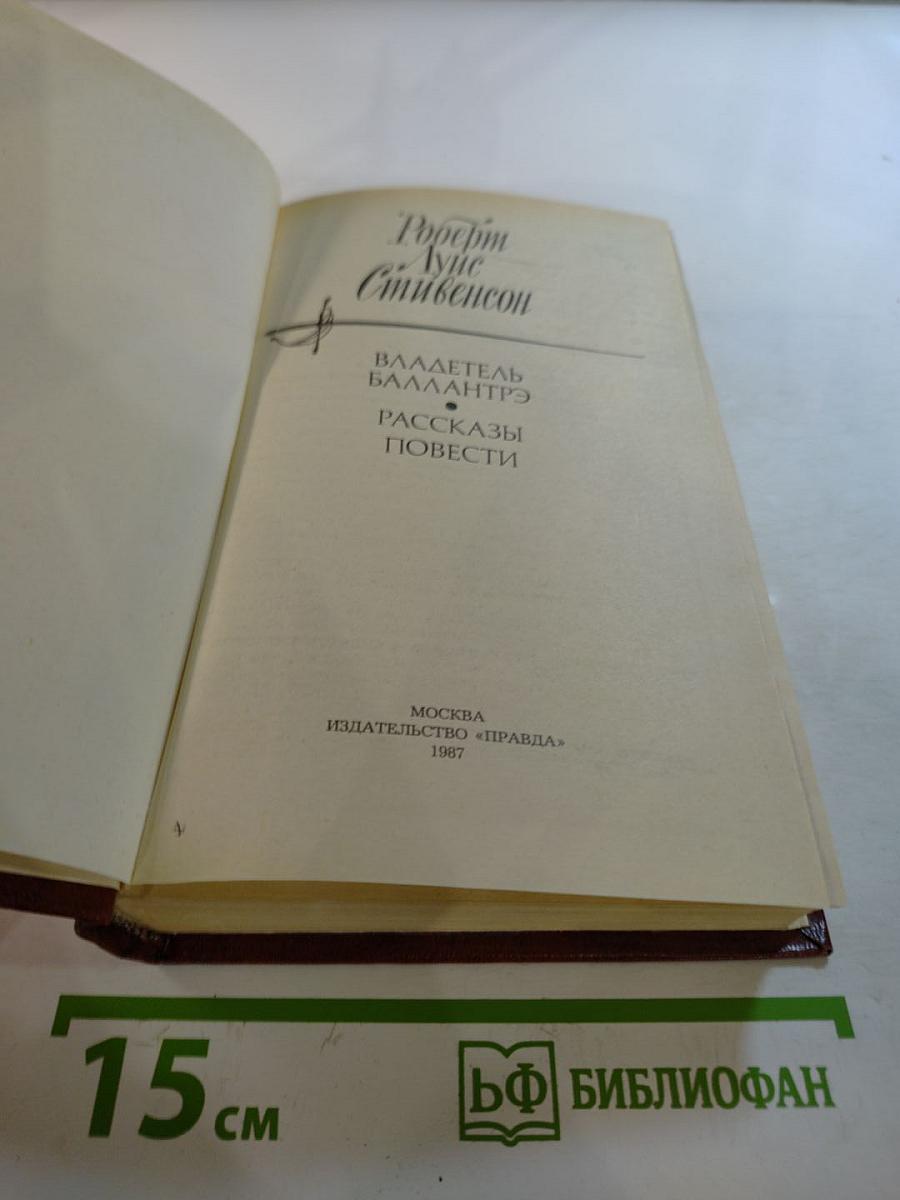 Роберт
Луис
Стивенсон
ВЛАДЕТЕЛЬ
БАЛЛАНТРЭ
•
РАССКАЗЫ
ПОВЕСТИ
МОСКВА
ИЗДАТЕЛЬСТВО «ПРАВДА»
1987
15 см
БФ БИБЛИОФАН